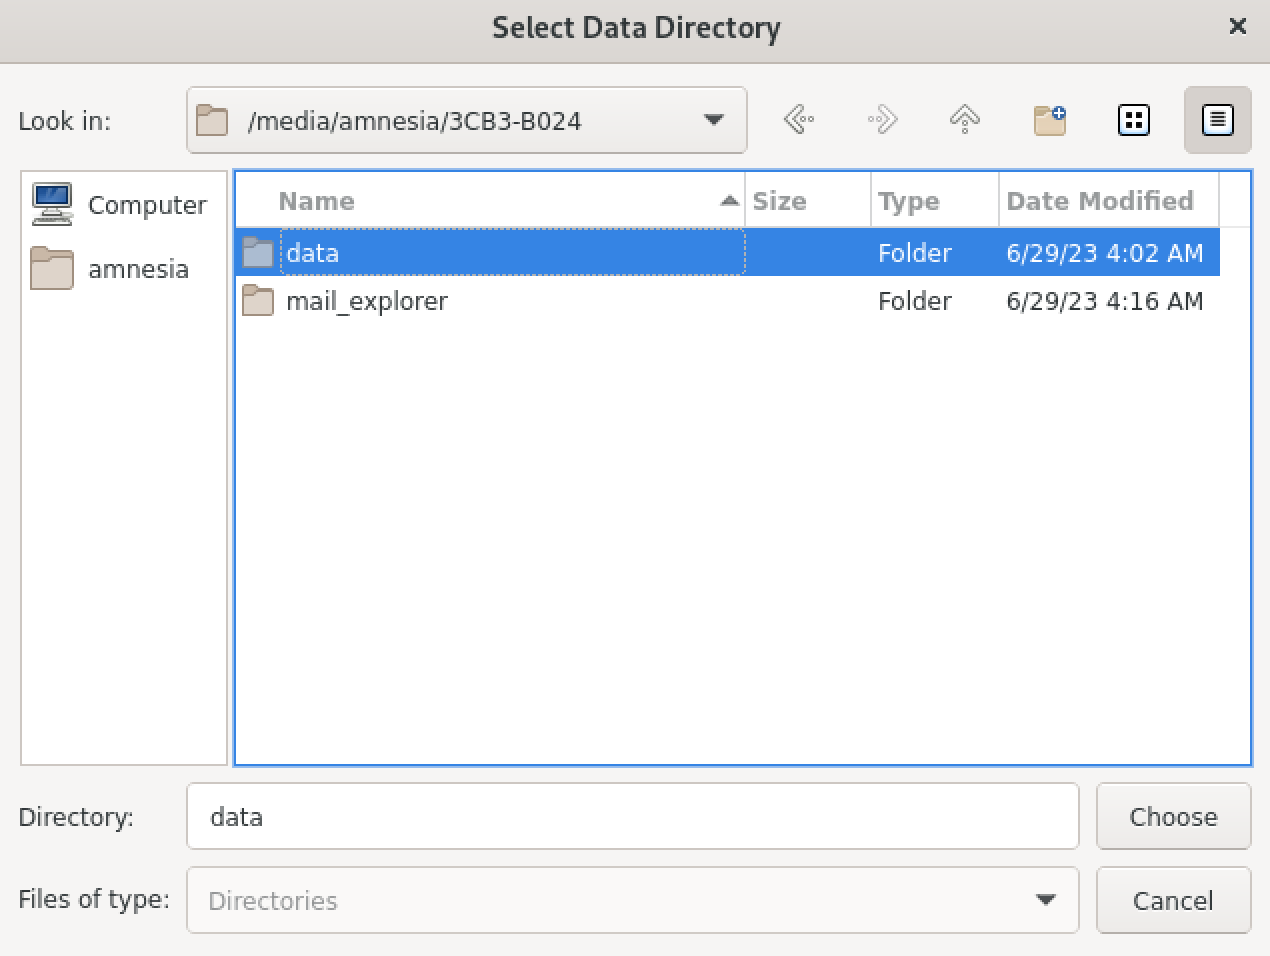 Select Data Directory
Look in: /media/amnesia/3CB3-B024
Computer
amnesia
Name Size Type Date Modified
data Folder 6/29/23 4:02 AM
mail_explorer Folder 6/29/23 4:16 AM
Directory: data Choose
Files of type: Directories Cancel